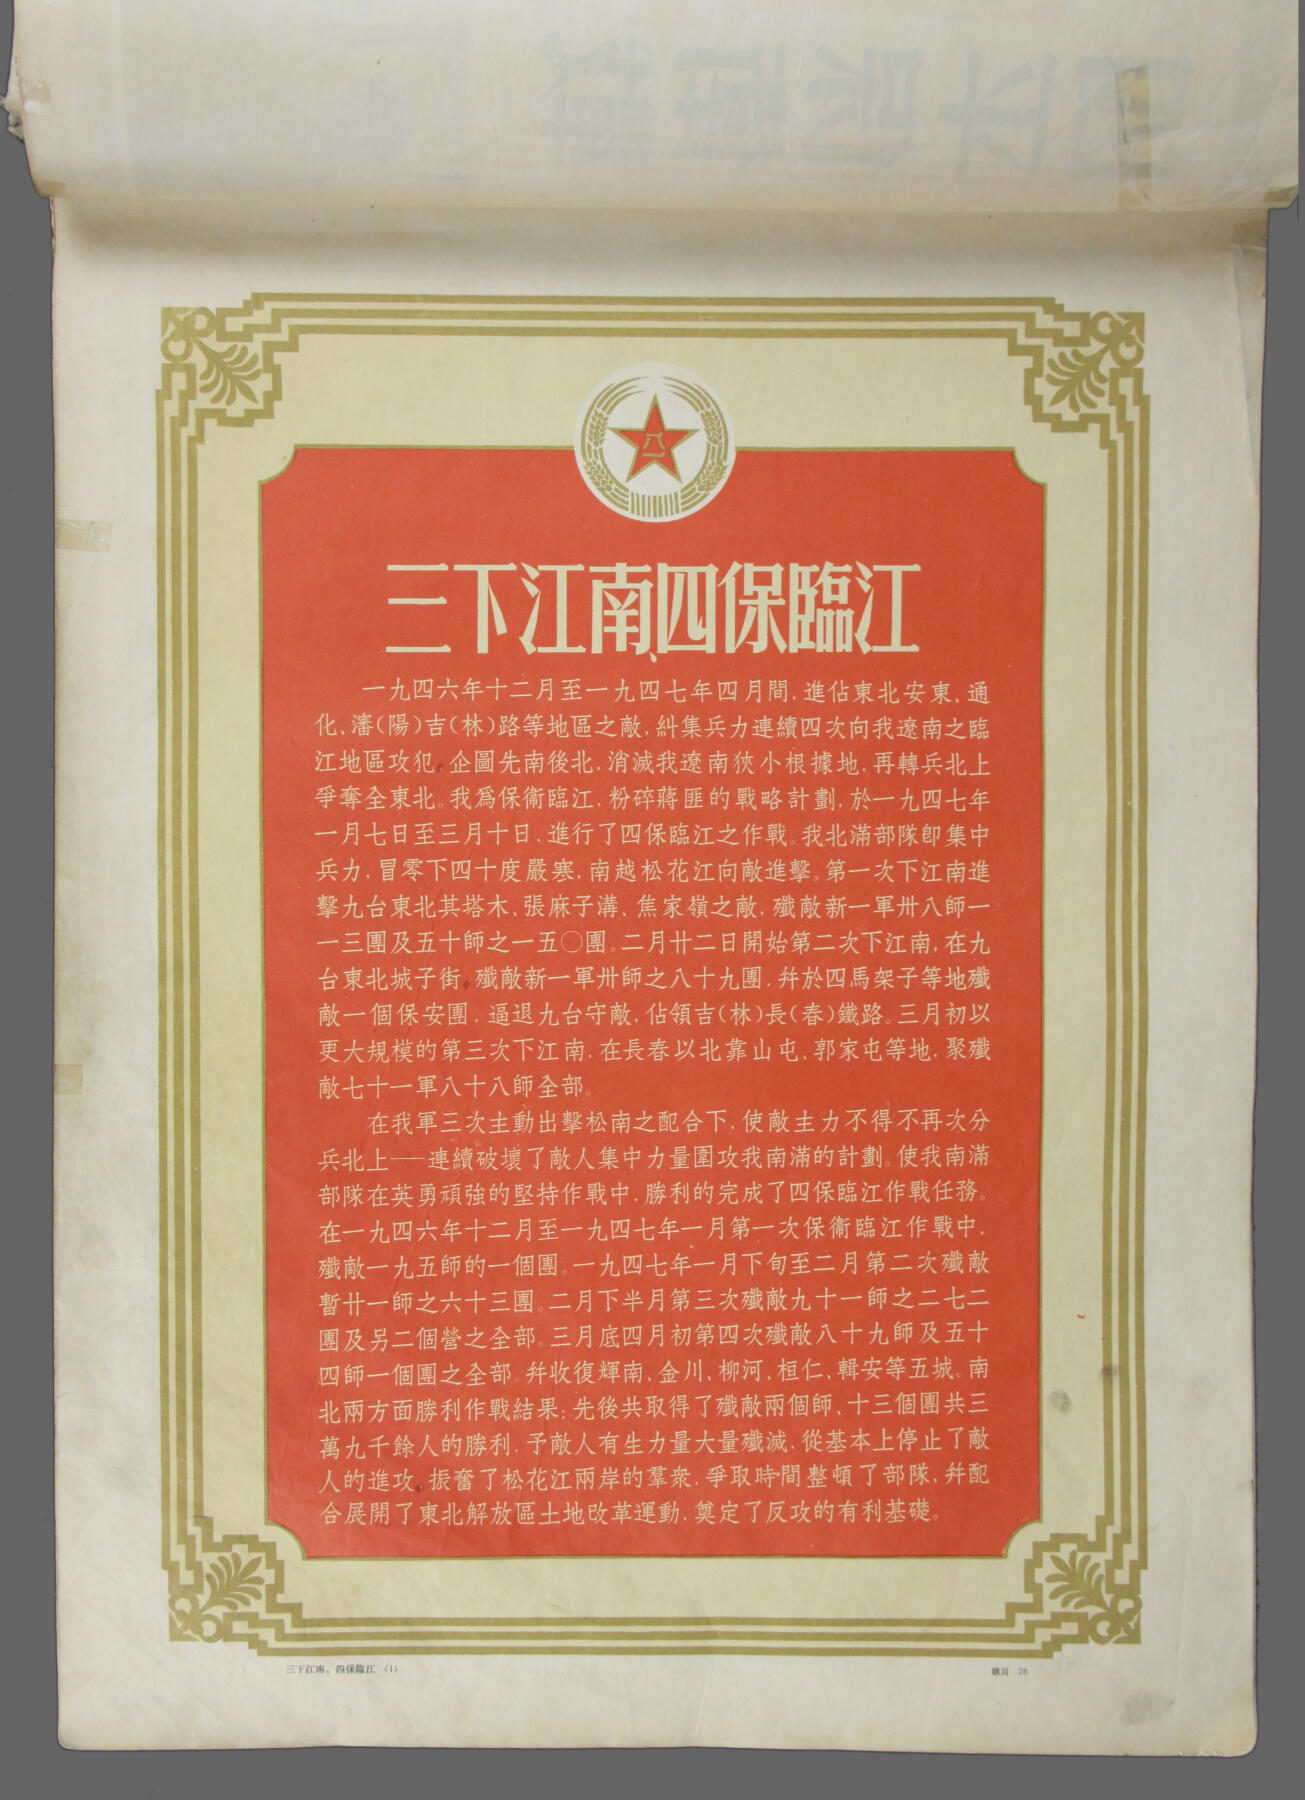 八一
三下江南、四保臨江
一九四六年十二月至一九四七年四月間，進佔東北安東、通
化、瀋(陽)吉(林)路等地區之敵，糾集兵力連續四次向我遼南之臨
江地區攻犯，企圖先南後北，消滅我遼南狹小根據地，再轉兵北上
爭奪全東北。我爲保衛臨江，粉碎蔣匪的戰略計劃，於一九四七年
一月七日至三月十日，進行了四保臨江之作戰。我北滿部隊卽集中
兵力，冒零下四十度嚴寒，南越松花江向敵進擊。第一次下江南進
擊九台東北其塔木、張麻子溝、焦家嶺之敵，殲敵新一軍卅八師一
一三團及五十師之一五〇團。二月廿二日開始第二次下江南，在九
台東北城子街，殲敵新一軍卅師之八十九團，幷於四馬架子等地殲
敵一個保安團，逼退九台守敵，佔領吉(林)長(春)鐵路。三月初以
更大規模的第三次下江南，在長春以北靠山屯、郭家屯等地，聚殲
敵七十一軍八十八師全部。
在我軍三次主動出擊松南之配合下，使敵主力不得不再次分
兵北上——連續破壞了敵人集中力量圍攻我南滿的計劃。使我南滿
部隊在英勇頑強的堅持作戰中，勝利的完成了四保臨江作戰任務。
在一九四六年十二月至一九四七年一月第一次保衛臨江作戰中，
殲敵一九五師的一個團。一九四七年一月下旬至二月第二次殲敵
暫廿一師之六十三團。二月下半月第三次殲敵九十一師之二七二
團及另二個營之全部。三月底四月初第四次殲敵八十九師及五十
四師一個團之全部。幷收復輝南、金川、柳河、桓仁、輯安等五城。南
北兩方面勝利作戰結果：先後共取得了殲敵兩個師、十三個團共三
萬九千餘人的勝利，予敵人有生力量大量殲滅，從基本上停止了敵
人的進攻，振奮了松花江兩岸的羣衆，爭取時間整頓了部隊，幷配
合展開了東北解放區土地改革運動，奠定了反攻的有利基礎。
三下江南、四保臨江 (1)
總頁 28